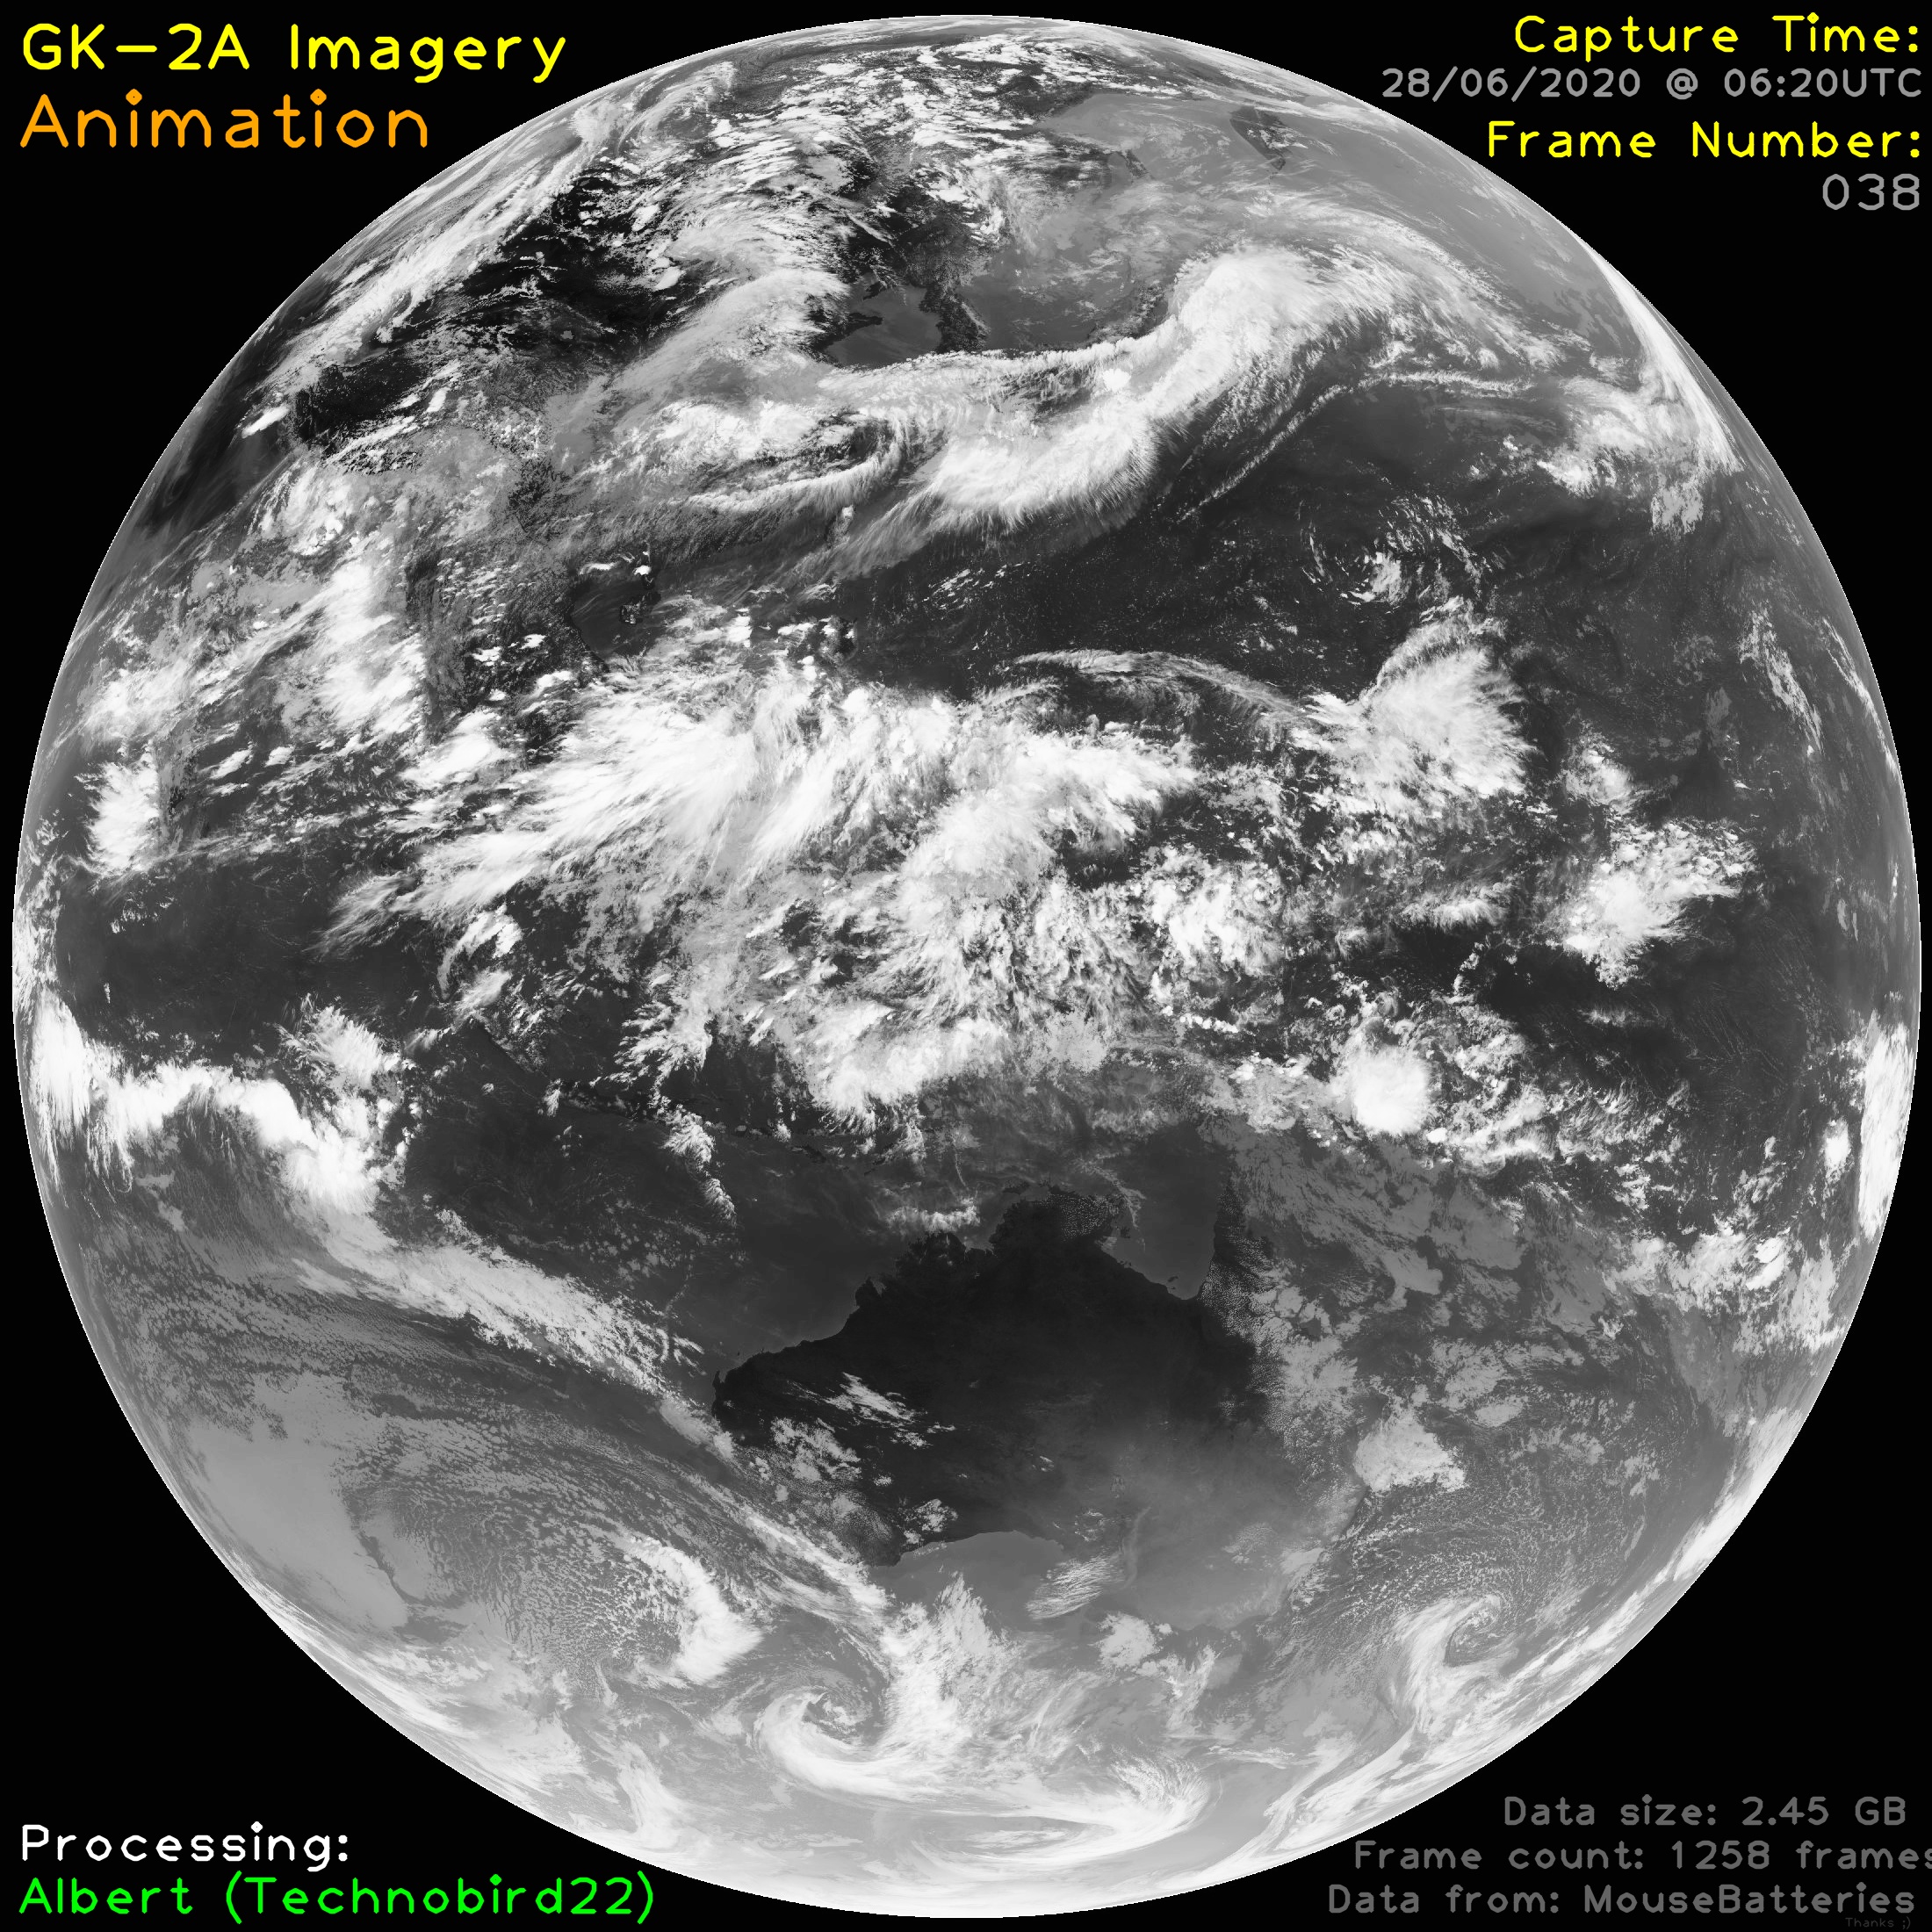 GK-2A Imagery
Animation
Capture Time:
28/06/2020 @ 06:20UTC
Frame Number:
038
Processing:
Albert (Technobird22)
Data size: 2.45 GB
Frame count: 1258 frames
Data from: MouseBatteries
Thanks ;)